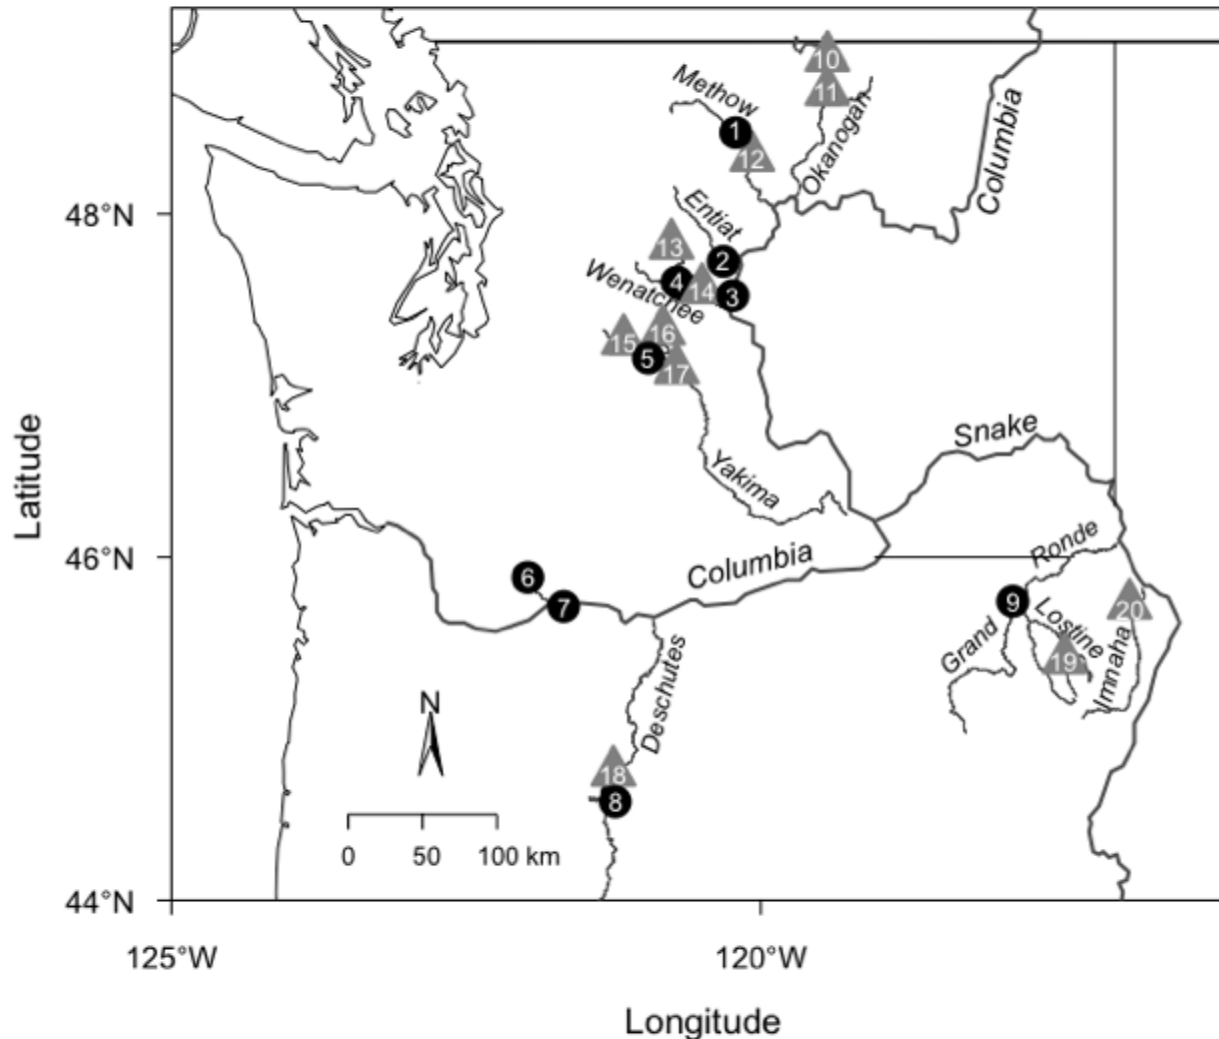 10
Methow
11
Columbia
1
Okanogan
12
48°N
Entiat
13
2
Wenatchee
4
14
3
16
15
5
17
Latitude
Snake
Yakima
46°N
Ronde
Columbia
6
7
9
Lostine
20
Grand
19
Imnaha
Deschutes
N
18
8
0 50 100 km
44°N
125°W 120°W
Longitude